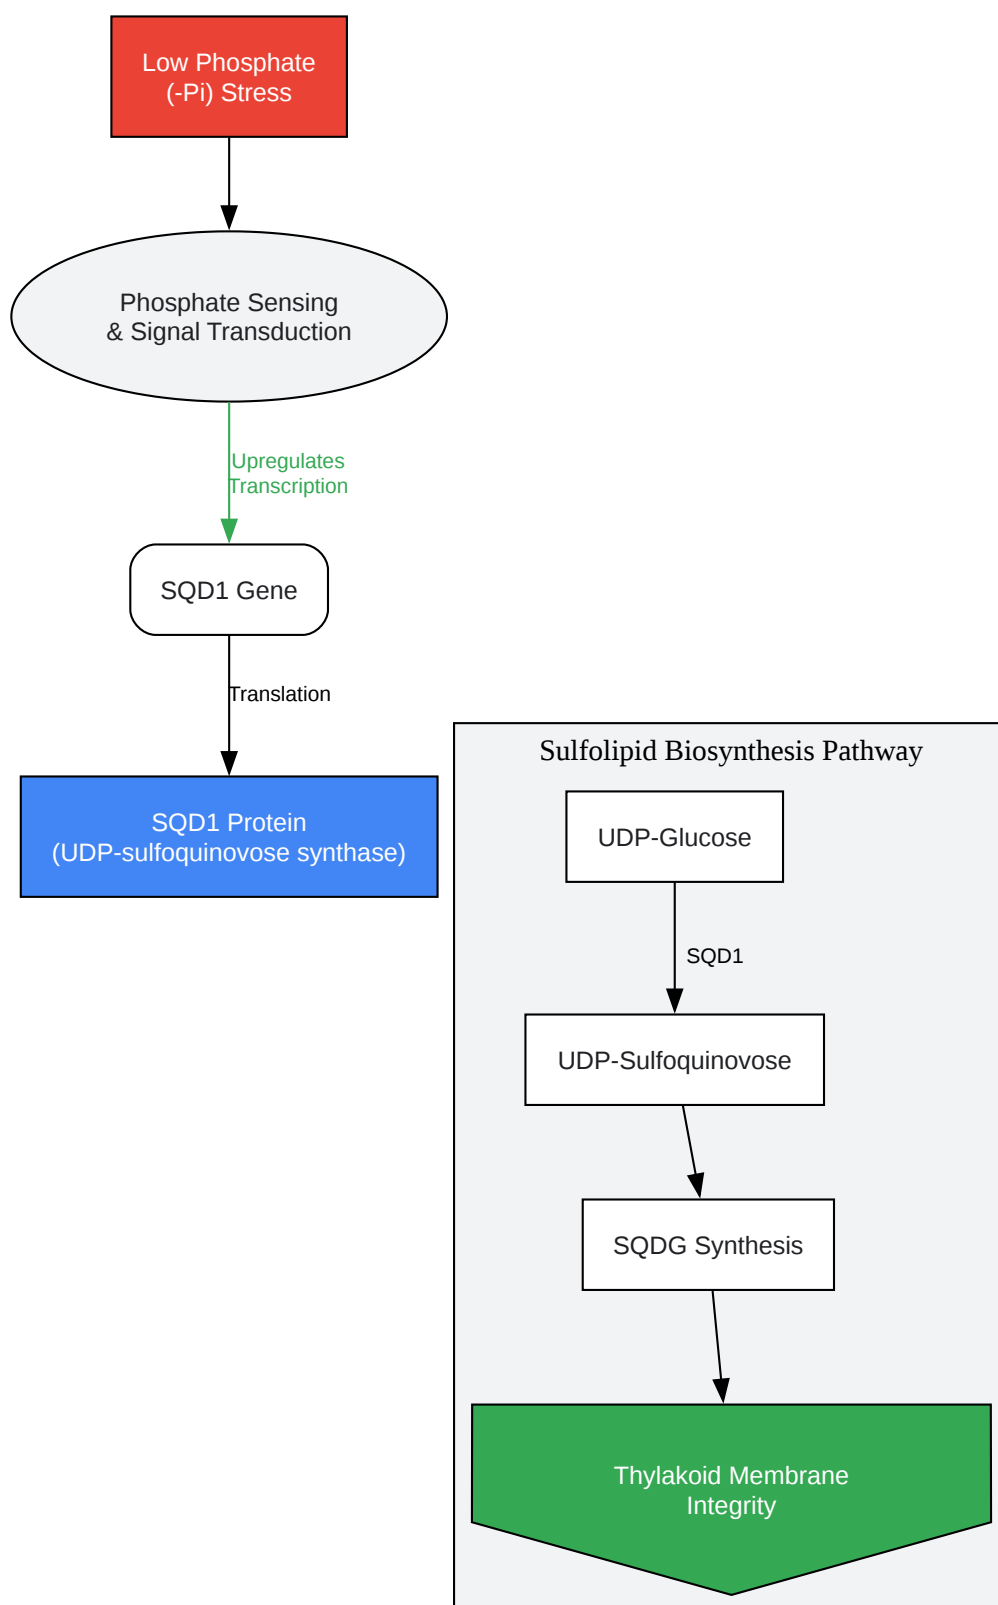 Low Phosphate
(-Pi) Stress
Phosphate Sensing
& Signal Transduction
Upregulates
Transcription
SQD1 Gene
Translation
SQD1 Protein
(UDP-sulfoquinovose synthase)
Sulfolipid Biosynthesis Pathway
UDP-Glucose
SQD1
UDP-Sulfoquinovose
SQDG Synthesis
Thylakoid Membrane
Integrity